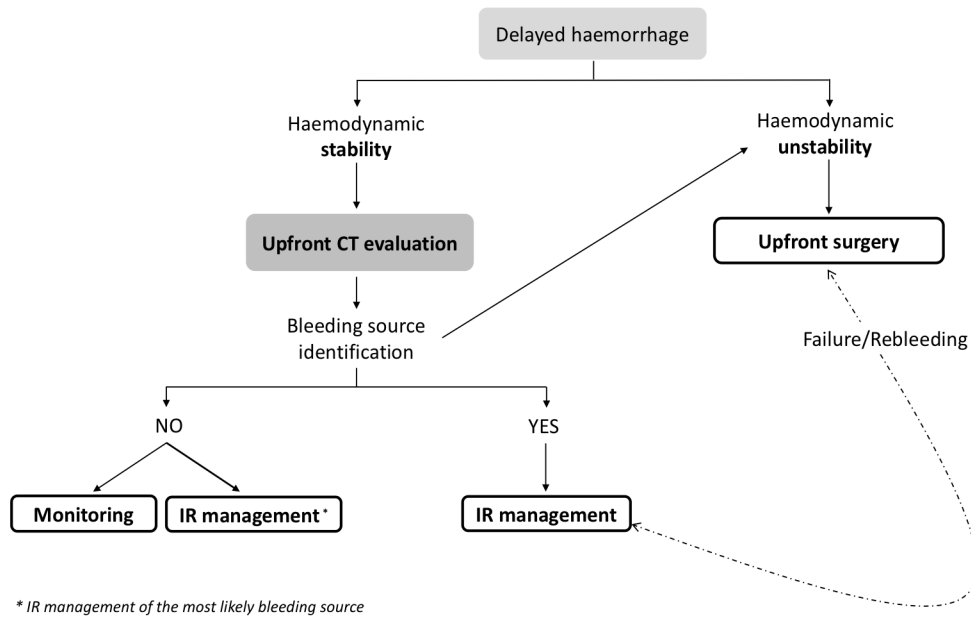 Delayed haemorrhage
Haemodynamic
stability
Haemodynamic
unstability
Upfront CT evaluation
Upfront surgery
Bleeding source
identification
Failure/Rebleeding
NO
YES
Monitoring
IR management*
IR management
* IR management of the most likely bleeding source